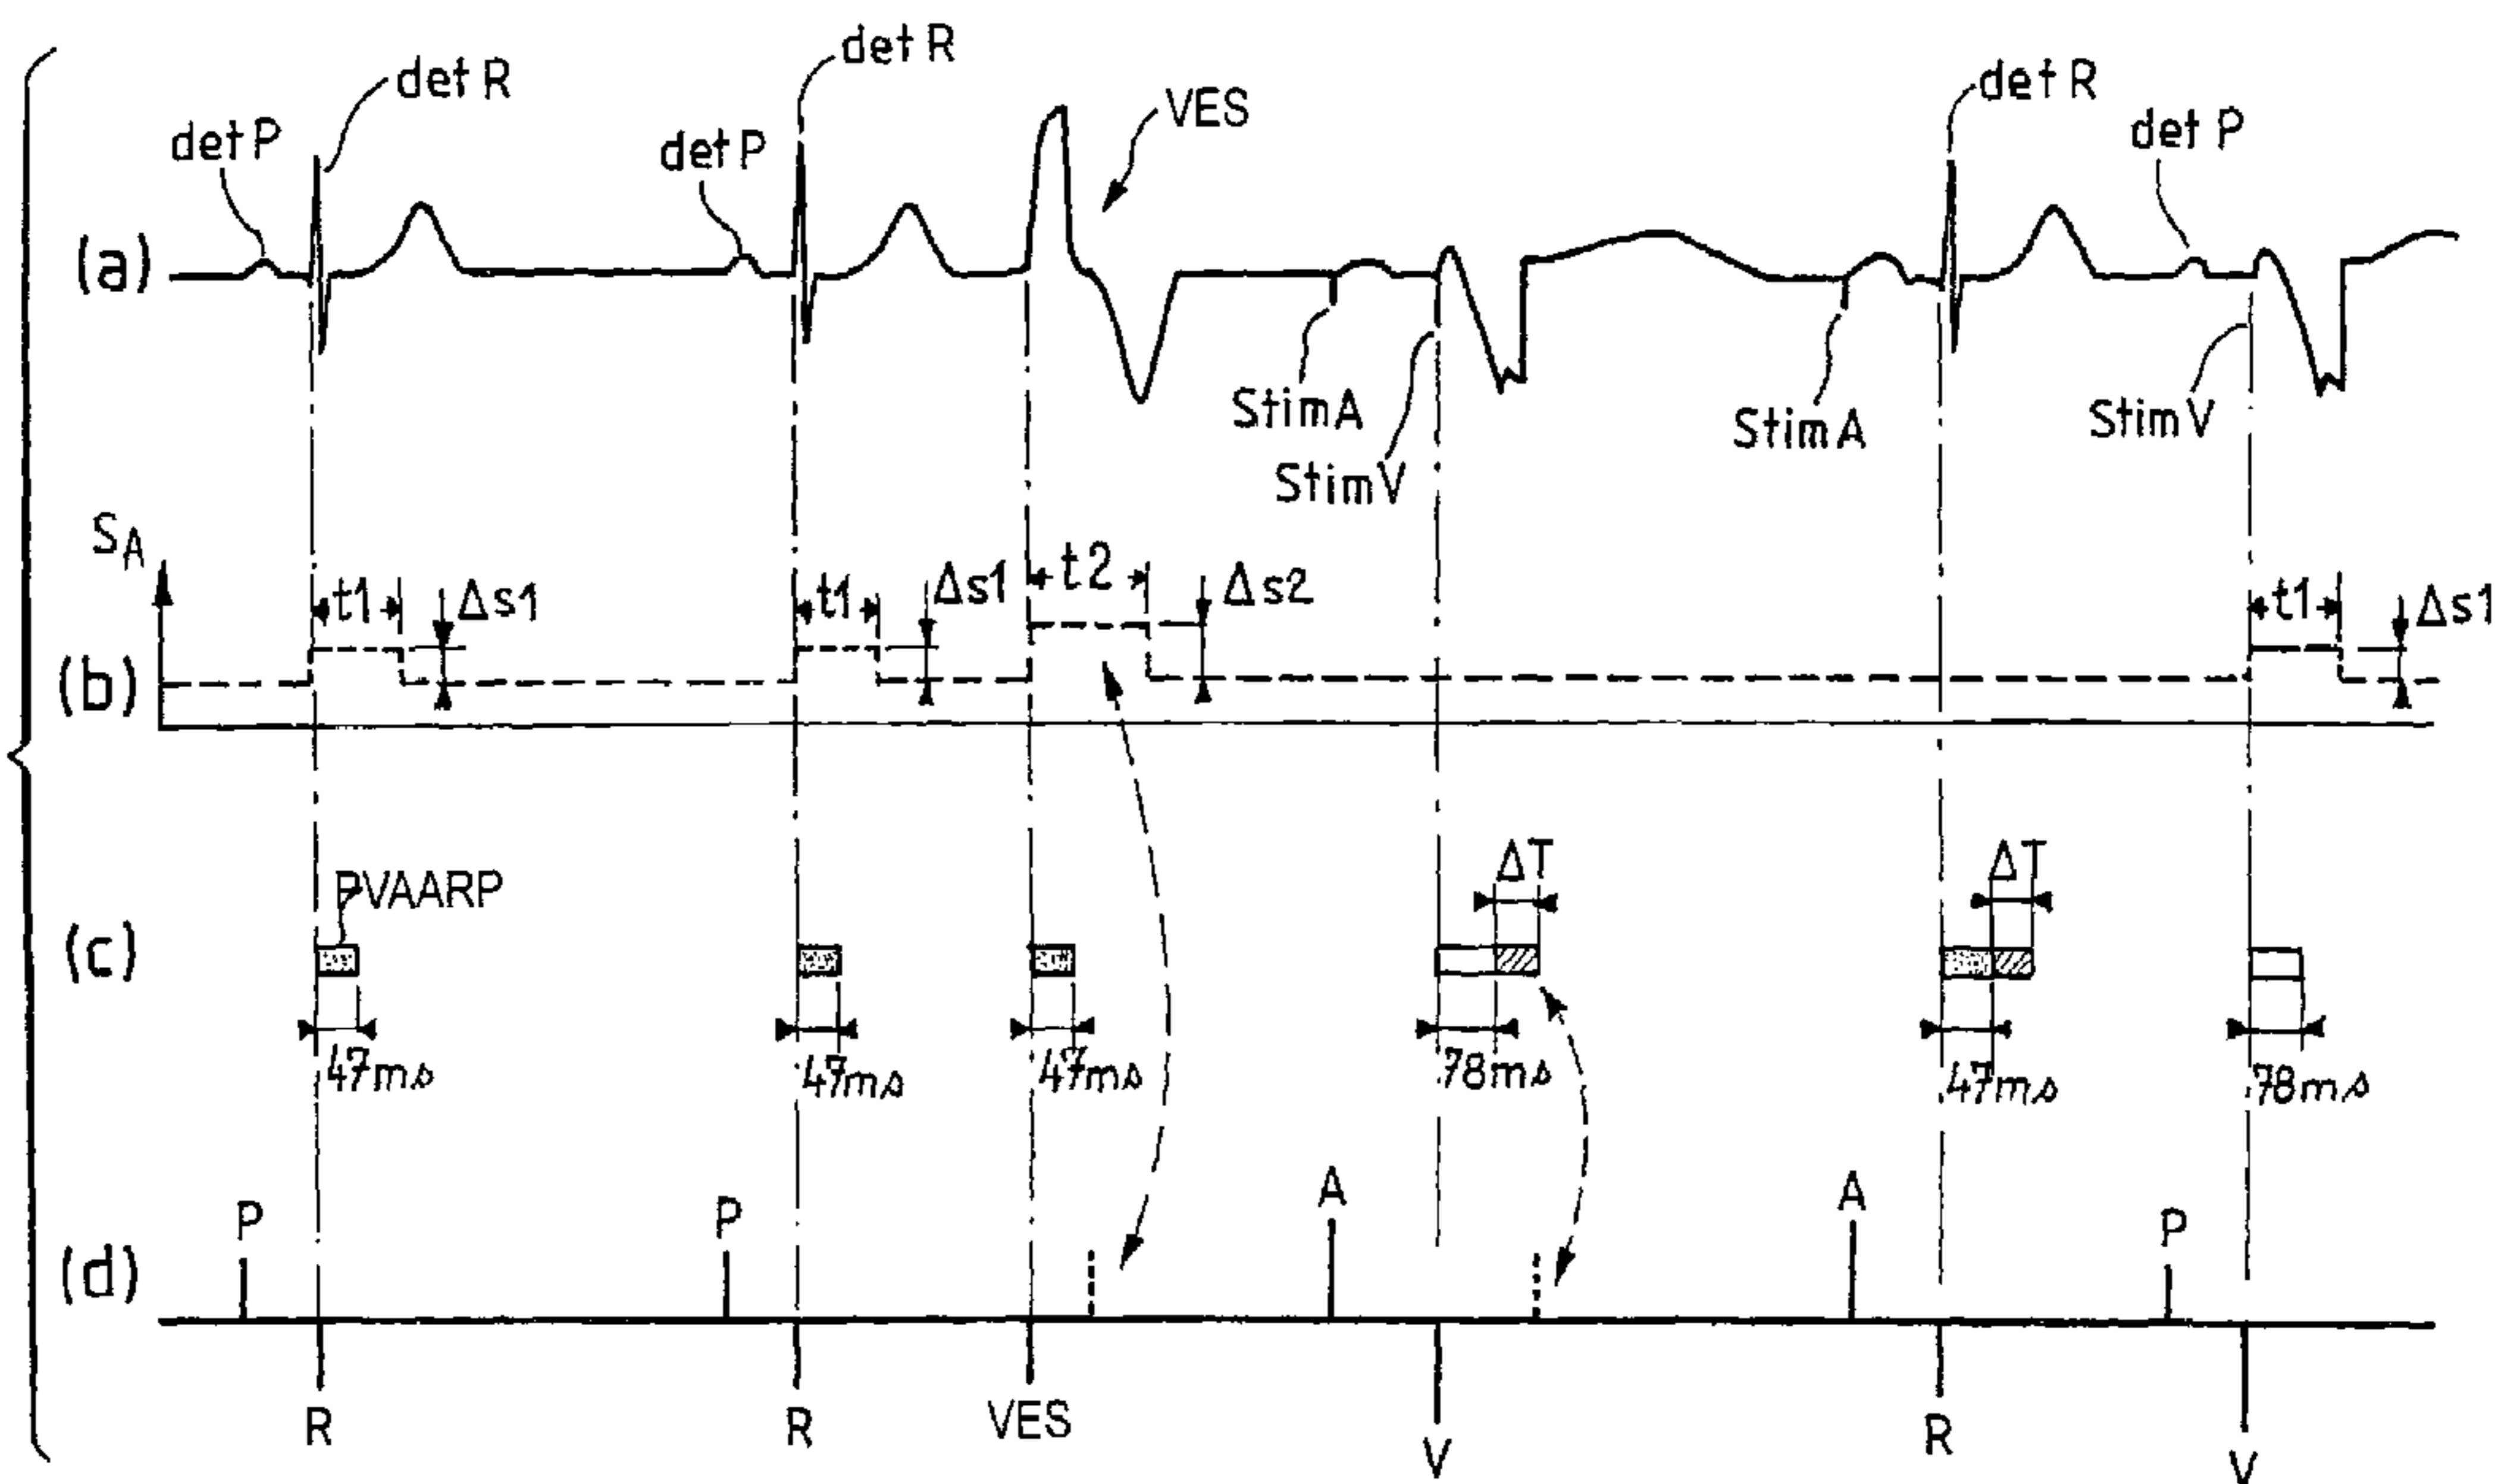 det R
det R
det R
det P
det P
VES
det P
(a)
Stim A
Stim V
Stim A
Stim V
S A
t1
Δs1
t1
Δs1
t2
Δs2
t1
Δs1
(b)
PVAARP
ΔT
ΔT
(c)
47ms
47ms
47ms
78ms
47ms
78ms
P
P
A
A
P
(d)
R
R
VES
V
R
V